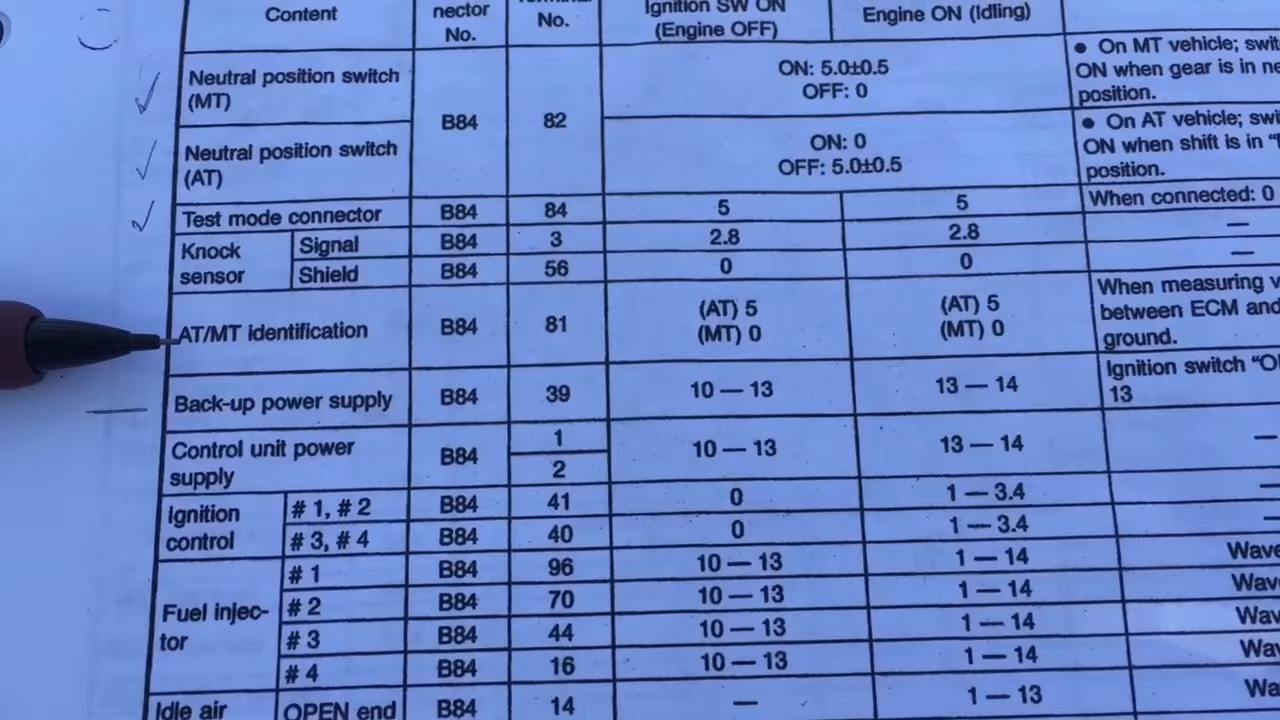 Content
nector
No.
No.
Ignition SW ON
(Engine OFF)
Engine ON (Idling)
Neutral position switch
(MT)
B84
82
ON: 5.0±0.5
OFF: 0
● On MT vehicle;
ON when gear is in
position.
Neutral position switch
(AT)
ON: 0
OFF: 5.0±0.5
● On AT vehicle;
ON when shift is in
position.
Test mode connector
B84
84
5
5
When connected: 0
Knock
sensor
Signal
B84
3
2.8
2.8
—
Shield
B84
56
0
0
—
AT/MT identification
B84
81
(AT) 5
(MT) 0
(AT) 5
(MT) 0
When measuring
between ECM and
ground.
Back-up power supply
B84
39
10 — 13
13 — 14
Ignition switch
13
Control unit power
supply
B84
1
2
10 — 13
13 — 14
—
Ignition
control
# 1, # 2
B84
41
0
1 — 3.4
—
# 3, # 4
B84
40
0
1 — 3.4
—
Fuel injec-
tor
# 1
B84
96
10 — 13
1 — 14
# 2
B84
70
10 — 13
1 — 14
# 3
B84
44
10 — 13
1 — 14
# 4
B84
16
10 — 13
1 — 14
Idle air
OPEN end
B84
14
—
1 — 13